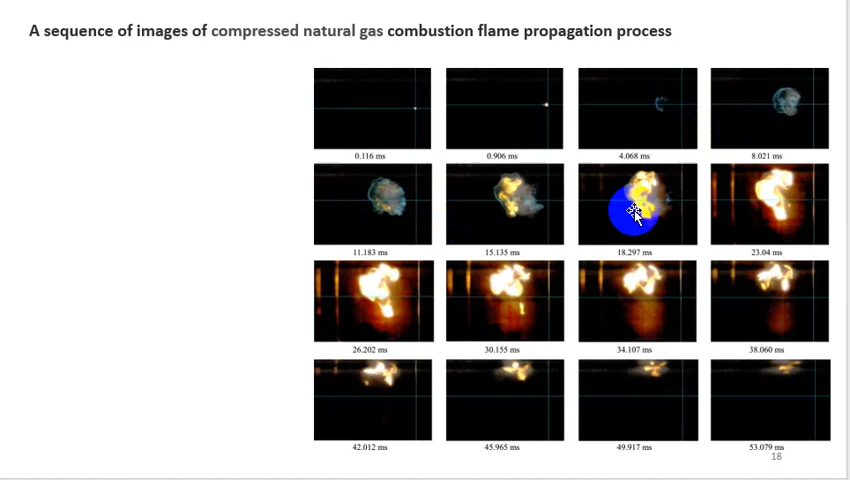 A sequence of images of compressed natural gas combustion flame propagation process
0.116 ms
0.906 ms
4.068 ms
8.021 ms
11.183 ms
15.135 ms
18.297 ms
23.04 ms
26.202 ms
30.155 ms
34.107 ms
38.060 ms
42.012 ms
45.965 ms
49.917 ms
53.079 ms
18